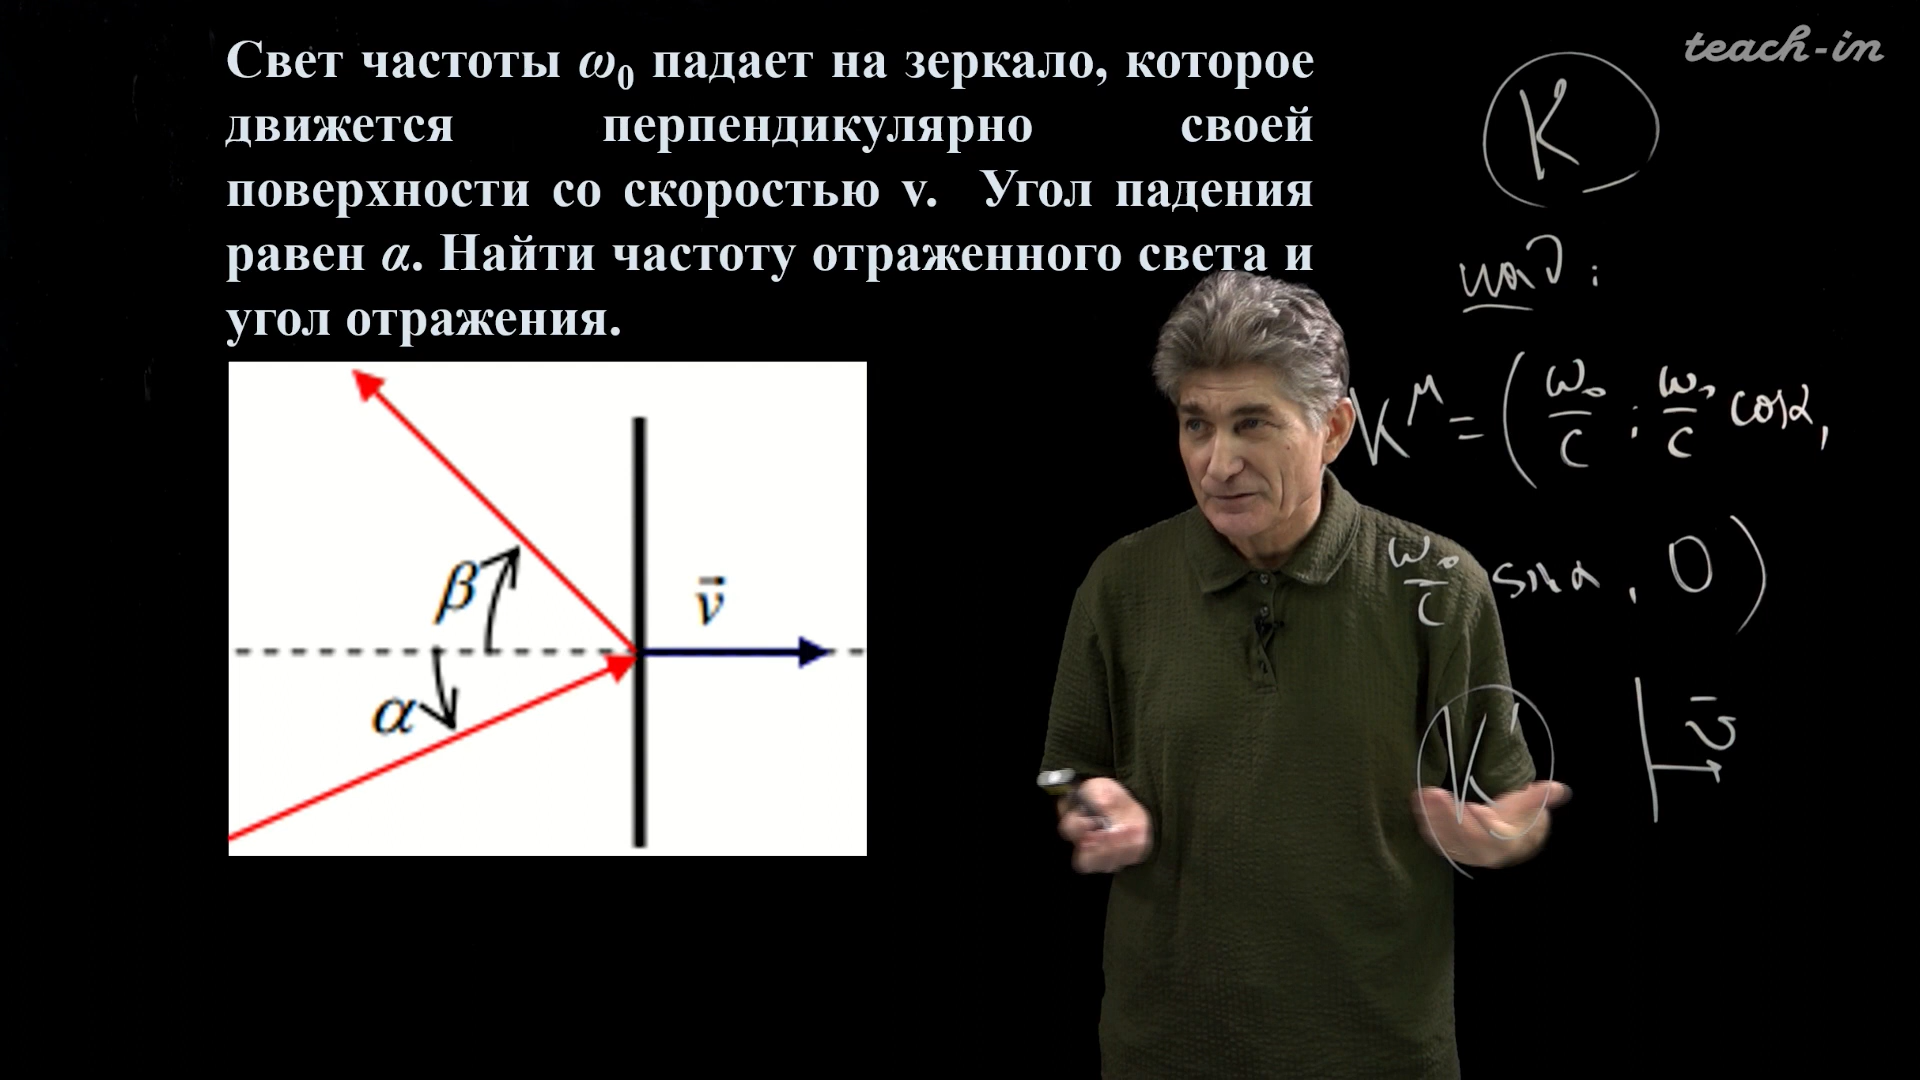 Свет частоты ω₀ падает на зеркало, которое
движется перпендикулярно своей
поверхности со скоростью v. Угол падения
равен α. Найти частоту отраженного света и
угол отражения.
β
v⃗
α
teach-in
K
пад:
K^μ = (ω₀/c ; ω₀/c cosα,
ω₀/c sinα, 0)
K'
v̄